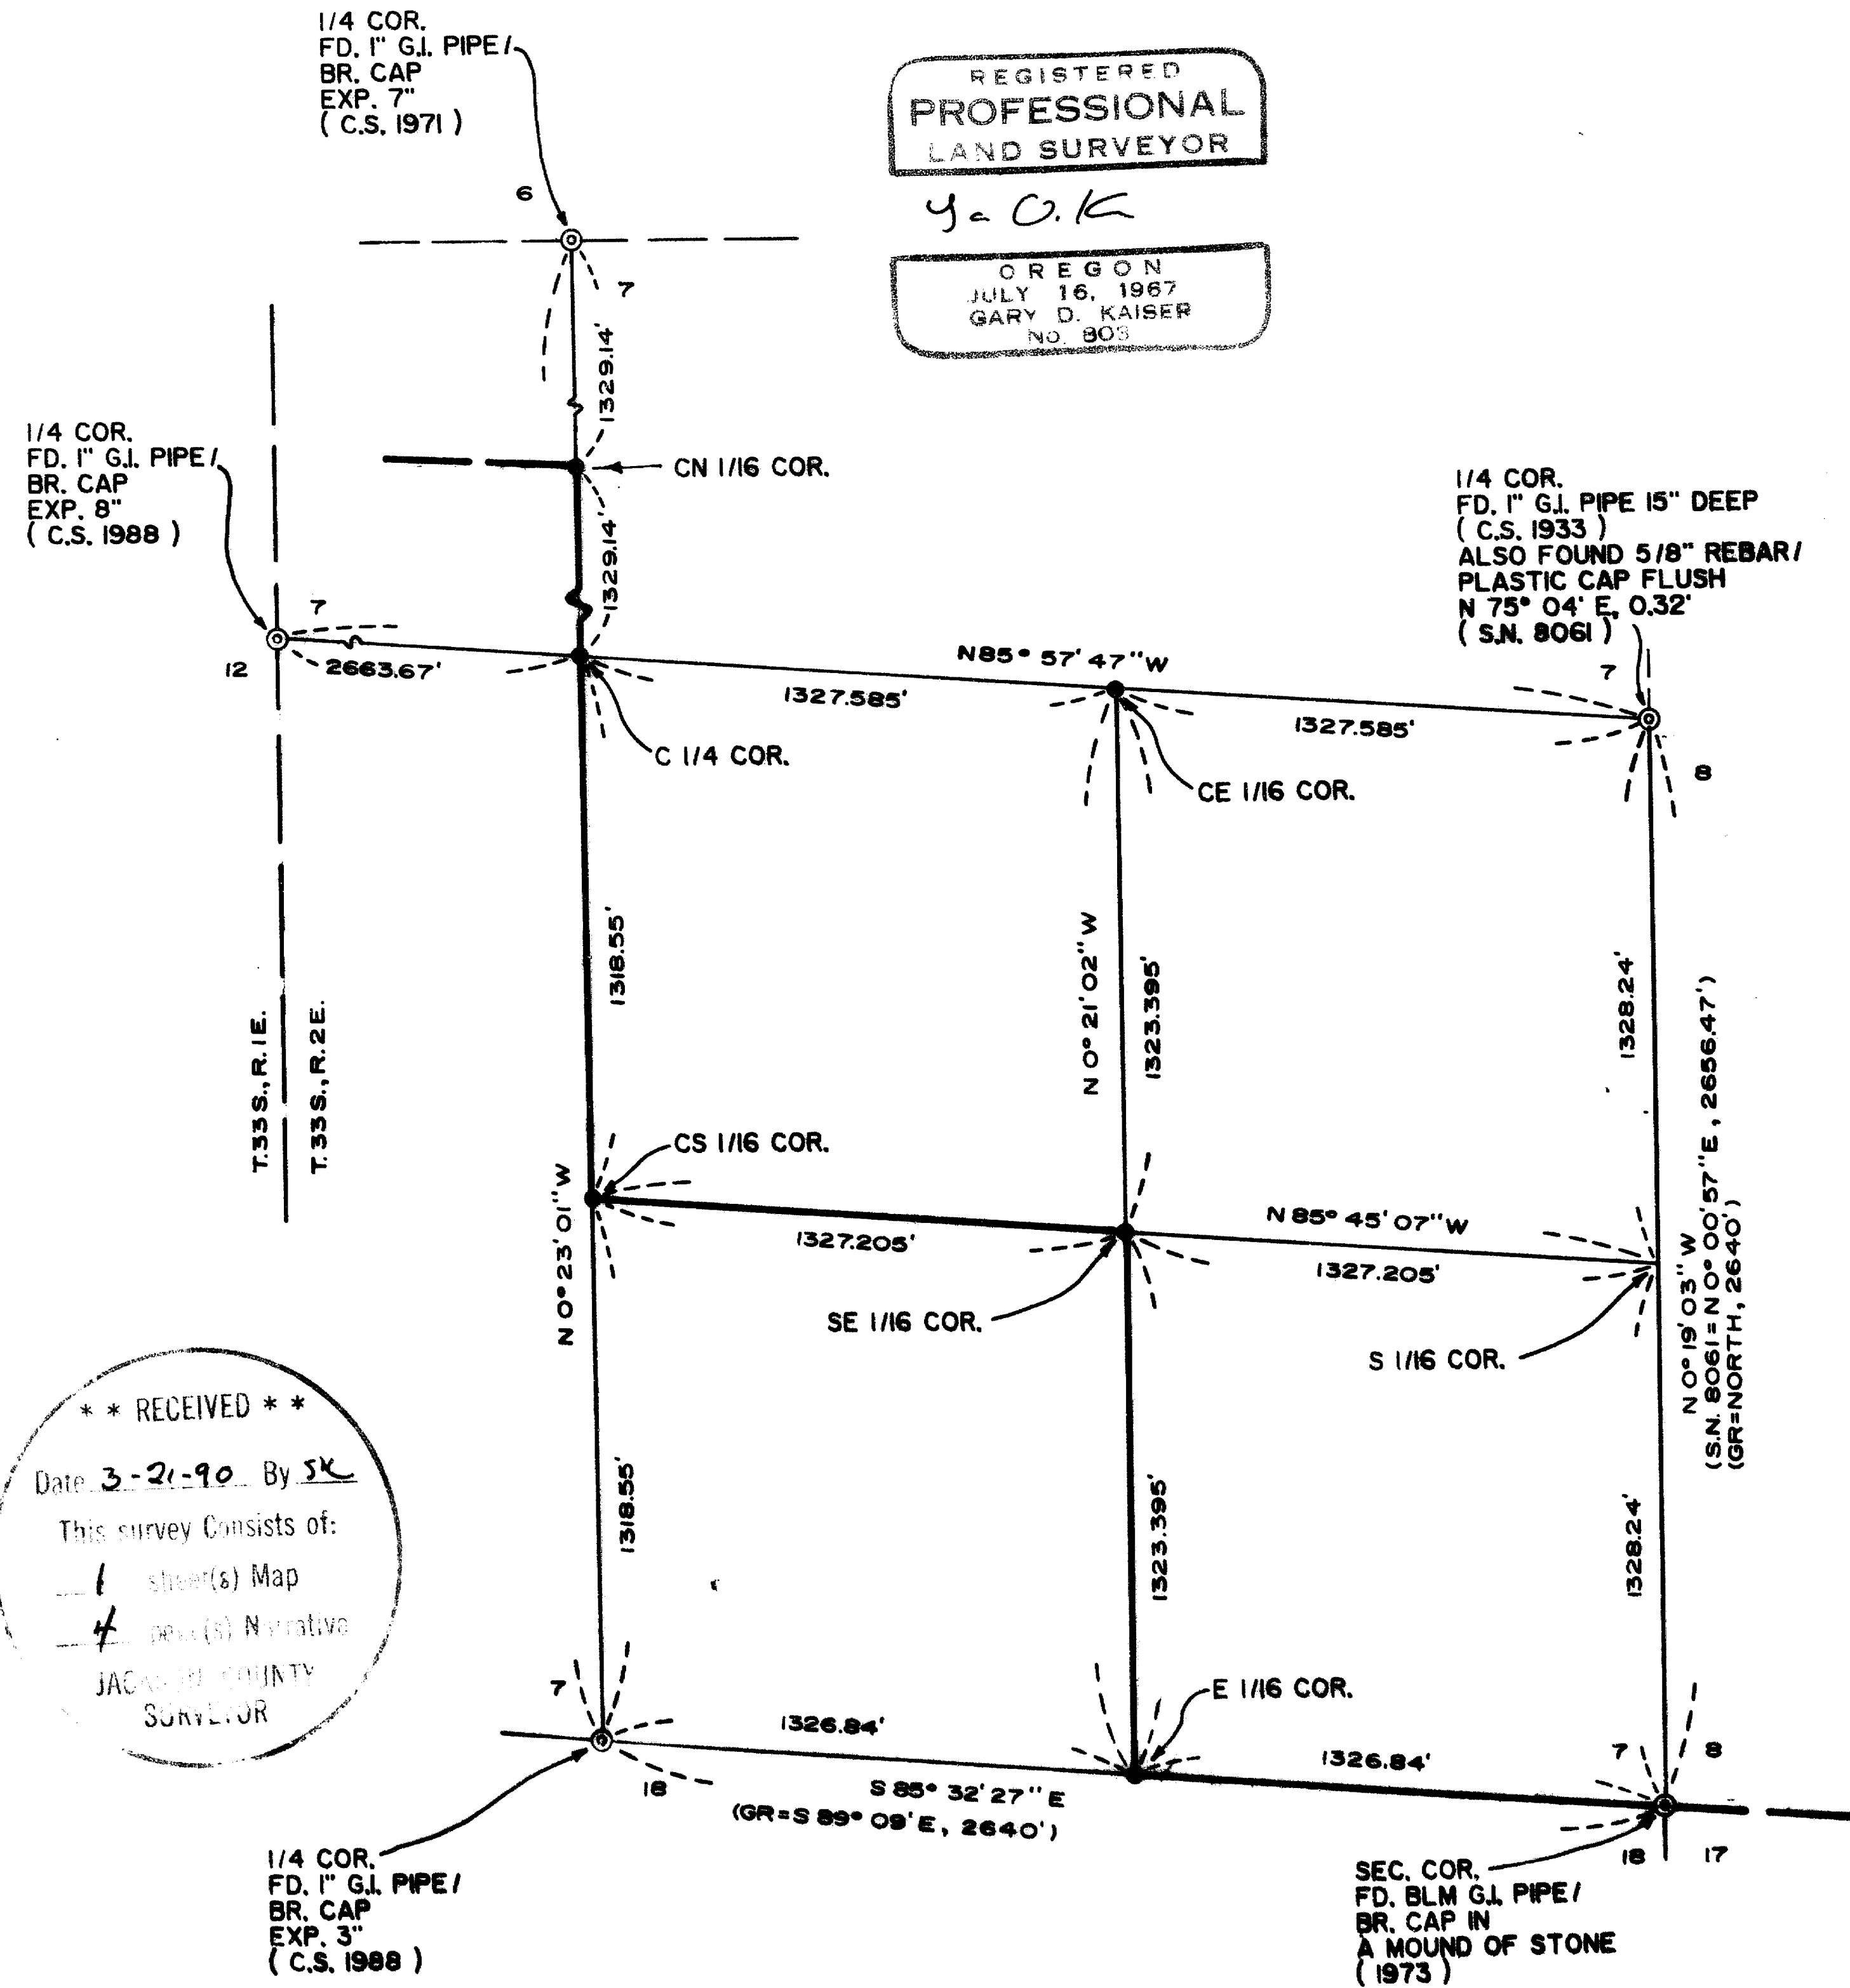 1/4 COR.
FD. 1" G.I. PIPE/
BR. CAP
EXP. 7"
( C.S. 1971 )
REGISTERED
PROFESSIONAL
LAND SURVEYOR
OREGON
JULY 16, 1967
GARY D. KAISER
No. 803
6
7
1329.14'
1/4 COR.
FD. 1" G.I. PIPE/
BR. CAP
EXP. 8"
( C.S. 1988 )
CN 1/16 COR.
1329.14'
1/4 COR.
FD. 1" G.I. PIPE 15" DEEP
( C.S. 1933 )
ALSO FOUND 5/8" REBAR/
PLASTIC CAP FLUSH
N 75° 04' E, 0.32'
( S.N. 8061 )
7
12
2663.67'
N85° 57' 47" W
1327.585'
1327.585'
7
8
C 1/4 COR.
CE 1/16 COR.
1318.55'
N 0° 21' 02" W
1323.395'
1328.24'
T.33S., R.1E.
T.33S., R.2E.
CS 1/16 COR.
N 0° 23' 01" W
1327.205'
N 85° 45' 07" W
1327.205'
SE 1/16 COR.
S 1/16 COR.
N 0° 19' 03" W
(S.N. 8061=N 0° 00' 57" E, 2656.47')
(GR=NORTH, 2640')
* * RECEIVED * *
Date 3-21-90 By SK
This survey Consists of:
1 sheet(s) Map
4 page(s) Narrative
JACKSON COUNTY
SURVEYOR
1318.55'
1323.395'
1328.24'
7
18
1326.84'
S 85° 32' 27" E
(GR=S 89° 09' E, 2640')
E 1/16 COR.
1326.84'
7
8
18
17
1/4 COR.
FD. 1" G.I. PIPE/
BR. CAP
EXP. 3"
( C.S. 1988 )
SEC. COR.
FD. BLM G.I. PIPE/
BR. CAP IN
A MOUND OF STONE
( 1973 )